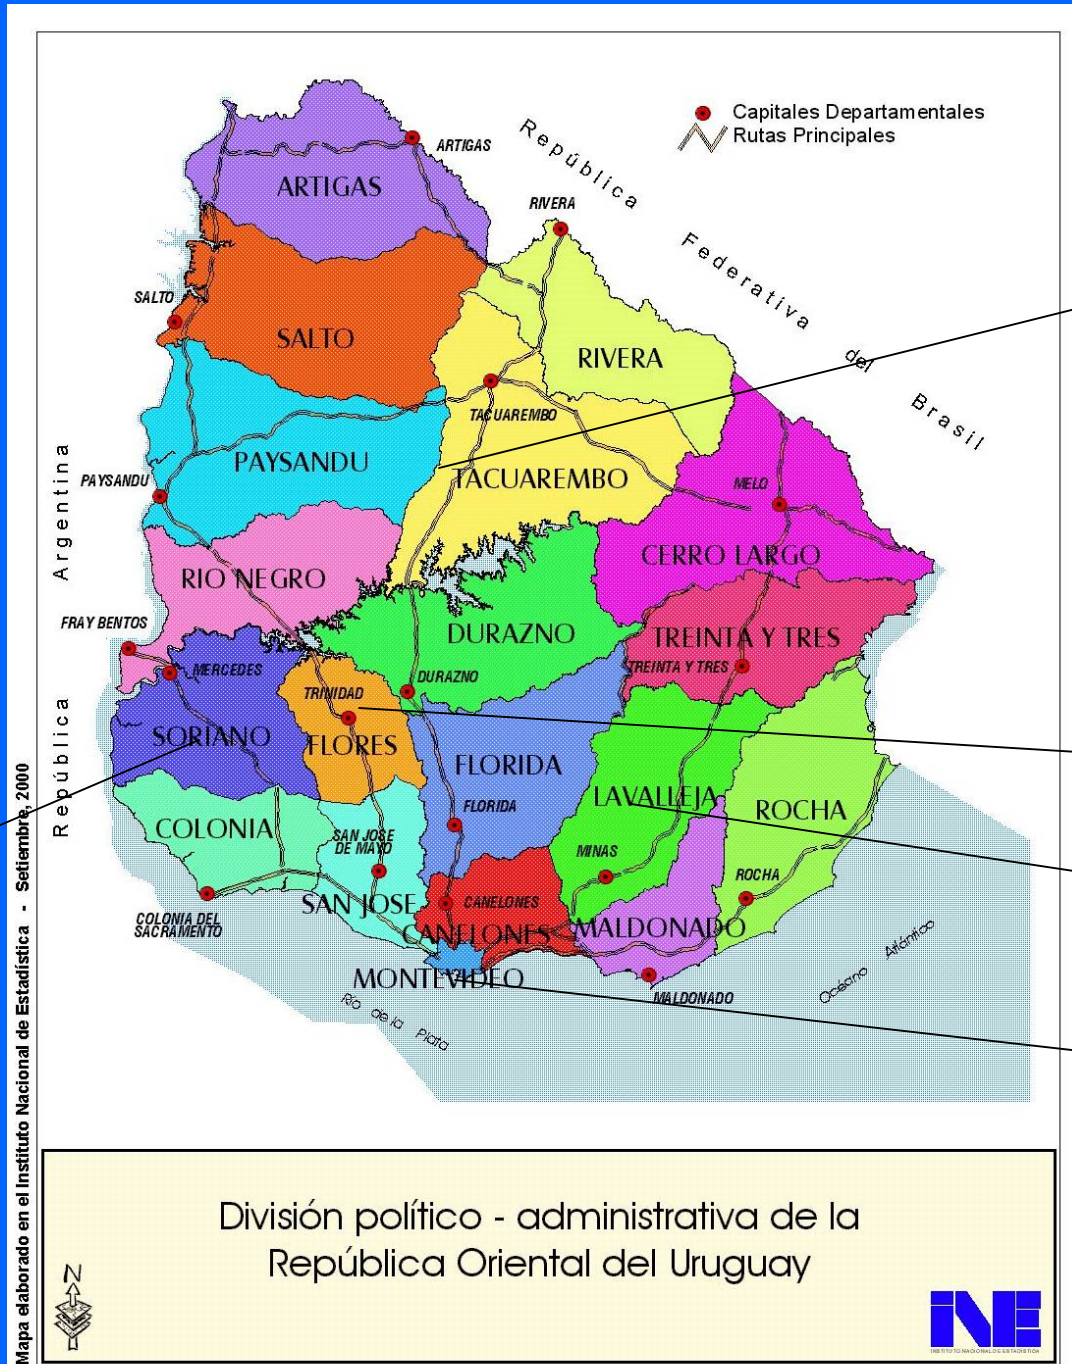 Capitales Departamentales
Rutas Principales
República Federativa del Brasil
ARTIGAS
ARTIGAS
RIVERA
SALTO
SALTO
RIVERA
TACUAREMBO
PAYSANDU
PAYSANDU
TACUAREMBO
MELO
República Argentina
RIO NEGRO
CERRO LARGO
FRAY BENTOS
DURAZNO
TREINTA Y TRES
MERCEDES
TREINTA Y TRES
DURAZNO
TRINIDAD
SORIANO
FLORES
FLORIDA
LAVALLEJA
ROCHA
FLORIDA
COLONIA
SAN JOSE
DE MAYO
MINAS
ROCHA
COLONIA DEL
SACRAMENTO
SAN JOSE
CANELONES
CANELONES
MALDONADO
MONTEVIDEO
MALDONADO
Río de la Plata
Océano Atlántico
Mapa elaborado en el Instituto Nacional de Estadística - Setiembre, 2000
División político - administrativa de la
República Oriental del Uruguay
N
INE
INSTITUTO NACIONAL DE ESTADISTICA